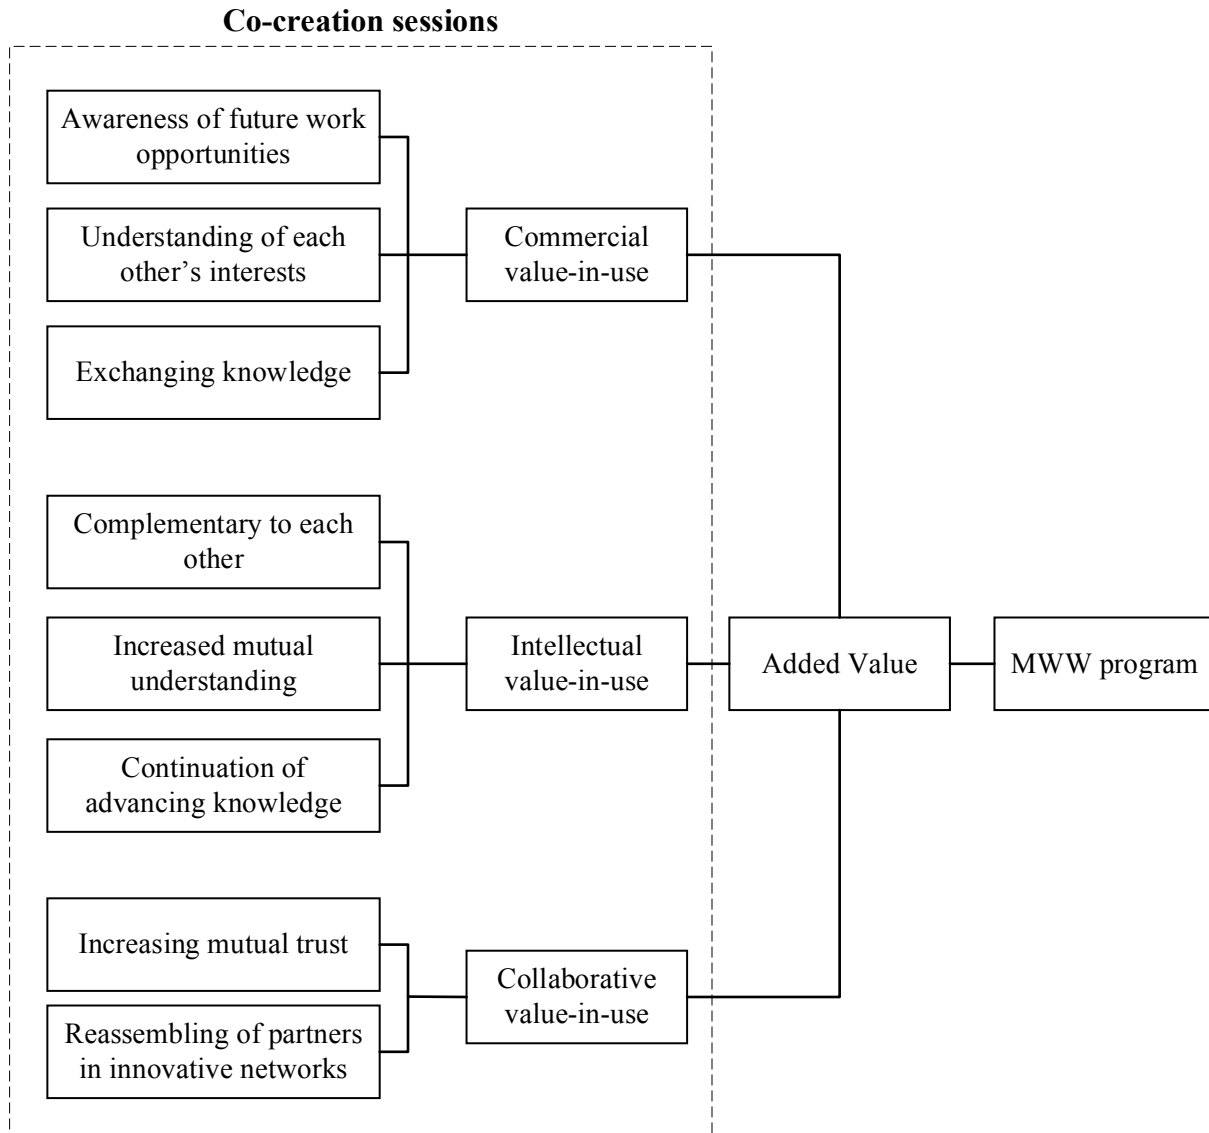 Co-creation sessions
Awareness of future work
opportunities
Understanding of each
other’s interests
Exchanging knowledge
Commercial
value-in-use
Complementary to each
other
Increased mutual
understanding
Continuation of
advancing knowledge
Intellectual
value-in-use
Increasing mutual trust
Reassembling of partners
in innovative networks
Collaborative
value-in-use
Added Value
MWW program